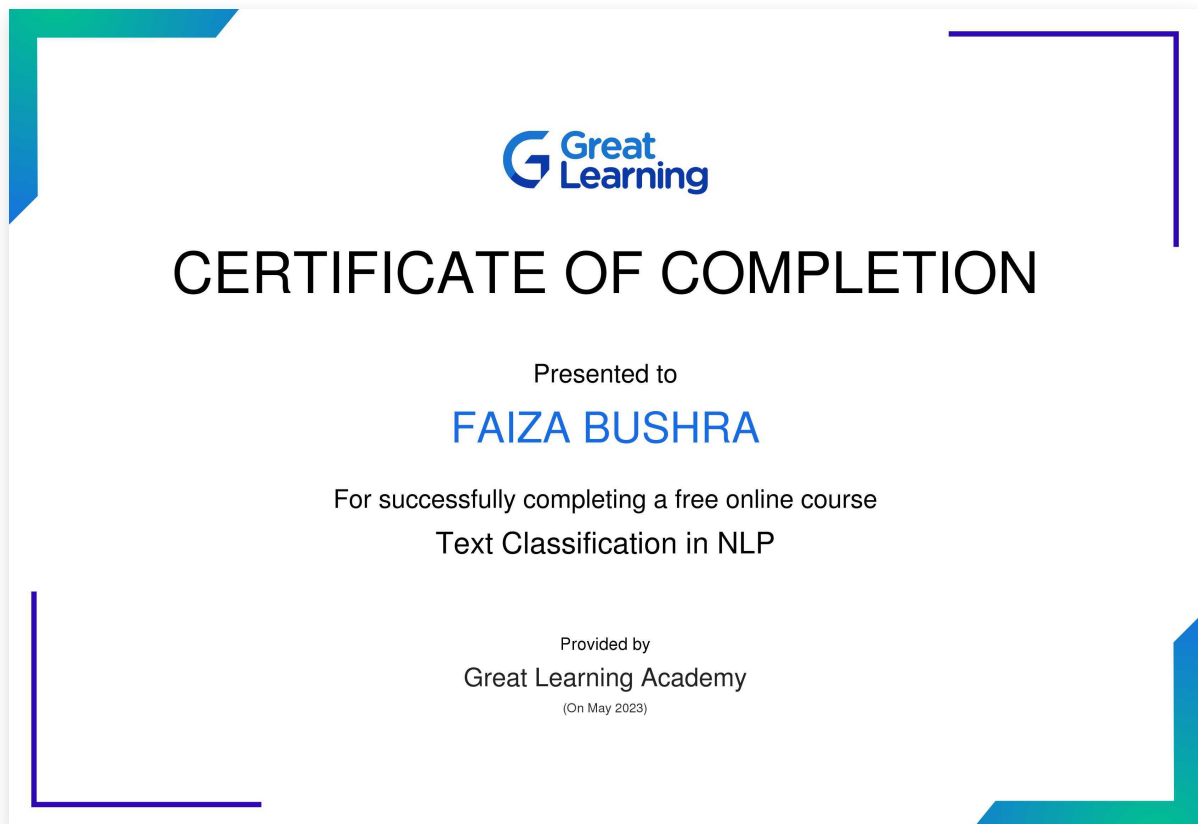 Great
Learning
CERTIFICATE OF COMPLETION
Presented to
FAIZA BUSHRA
For successfully completing a free online course
Text Classification in NLP
Provided by
Great Learning Academy
(On May 2023)